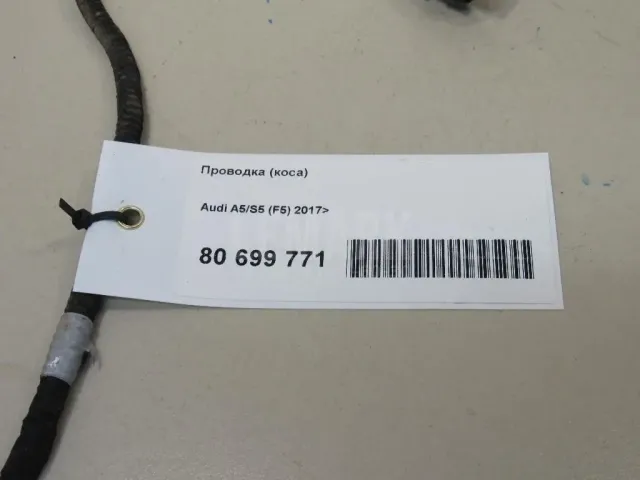 Проводка (коса)
Audi A5/S5 (F5) 2017>
80 699 771